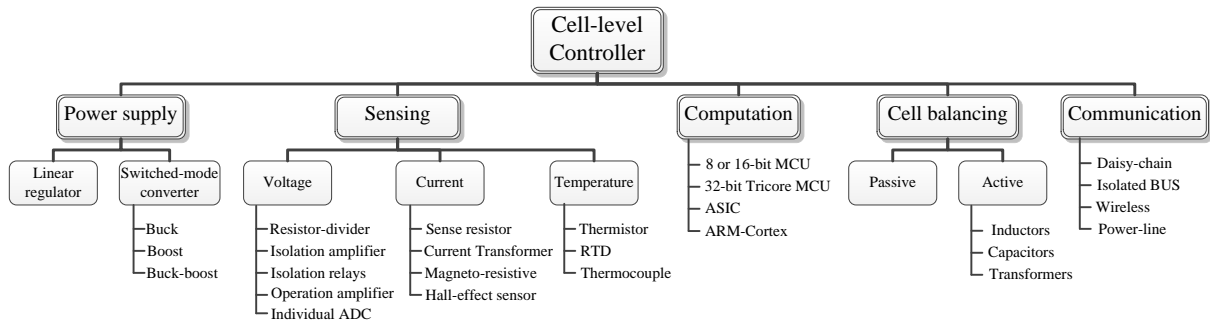 Cell-level
Controller
Power supply
Sensing
Computation
Cell balancing
Communication
Linear
regulator
Switched-mode
converter
Buck
Boost
Buck-boost
Voltage
Resistor-divider
Isolation amplifier
Isolation relays
Operation amplifier
Individual ADC
Current
Sense resistor
Current Transformer
Magneto-resistive
Hall-effect sensor
Temperature
Thermistor
RTD
Thermocouple
8 or 16-bit MCU
32-bit Tricore MCU
ASIC
ARM-Cortex
Passive
Active
Inductors
Capacitors
Transformers
Daisy-chain
Isolated BUS
Wireless
Power-line